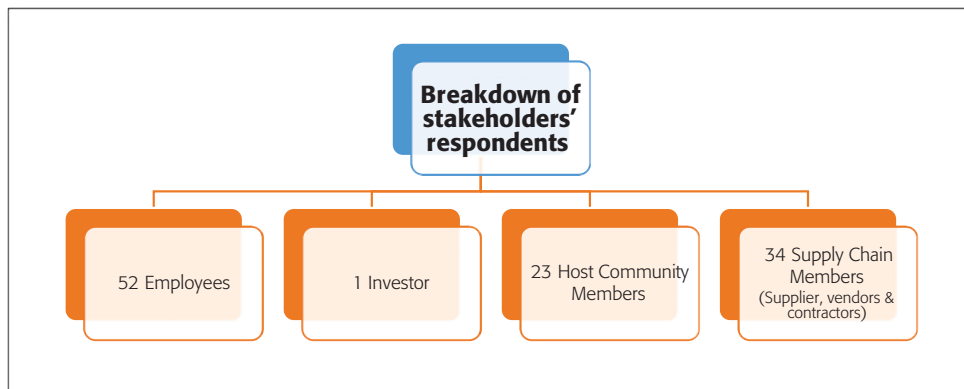 Breakdown of
stakeholders’
respondents
52 Employees
1 Investor
23 Host Community
Members
34 Supply Chain
Members
(Supplier, vendors &
contractors)